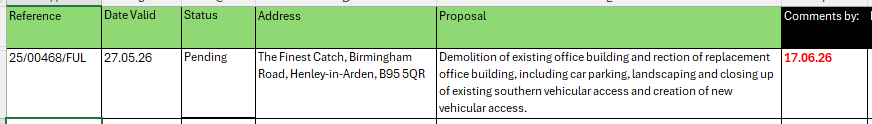 Reference
Date Valid
Status
Address
Proposal
Comments by:
25/00468/FUL
27.05.26
Pending
The Finest Catch, Birmingham
Road, Henley-in-Arden, B95 5QR
Demolition of existing office building and rection of replacement
office building, including car parking, landscaping and closing up
of existing southern vehicular access and creation of new
vehicular access.
17.06.26